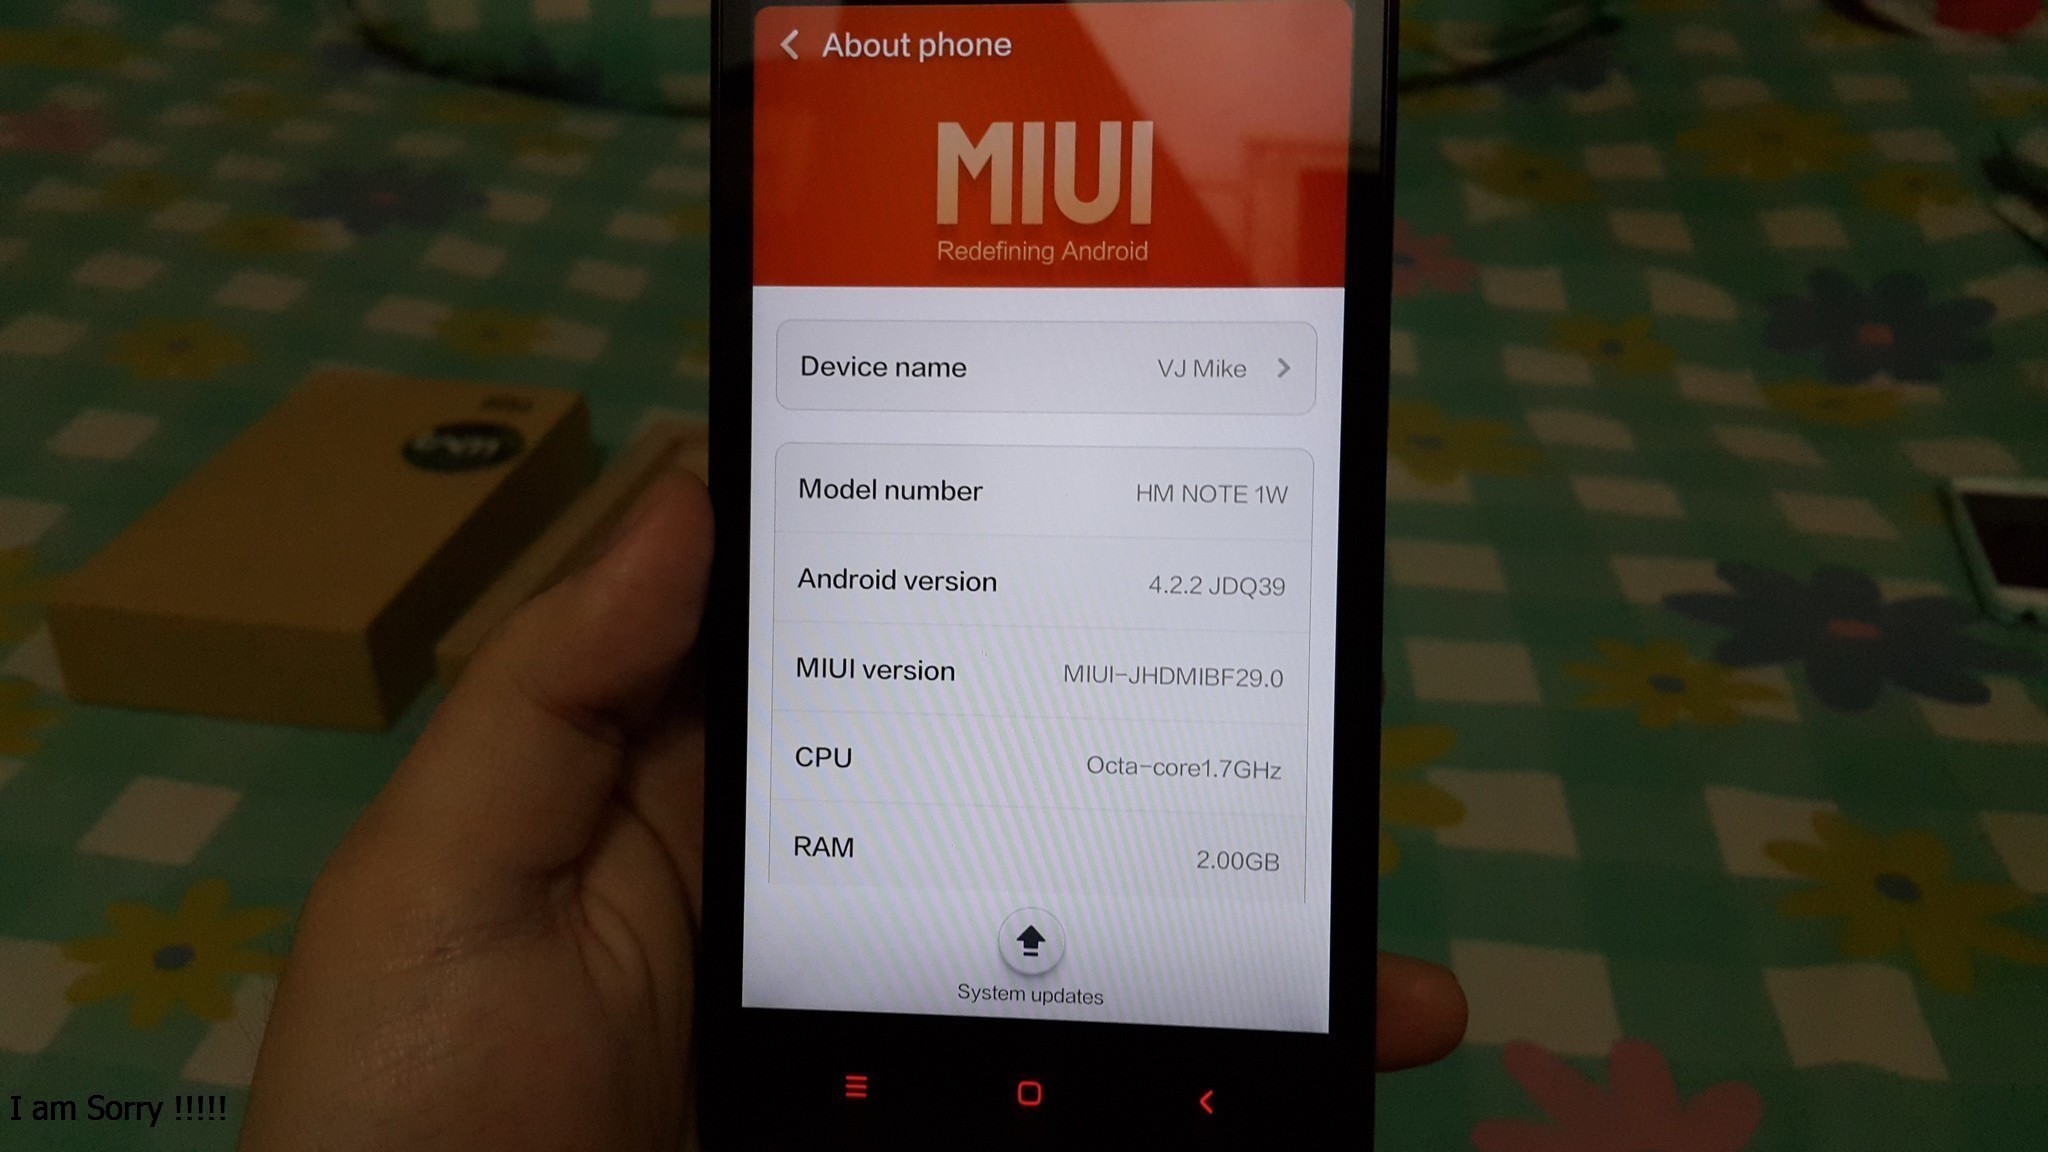 About phone
MIUI
Redefining Android
Device name VJ Mike
Model number HM NOTE 1W
Android version 4.2.2 JDQ39
MIUI version MIUI-JHDMIBF29.0
CPU Octa-core1.7GHz
RAM 2.00GB
System updates
I am Sorry !!!!!